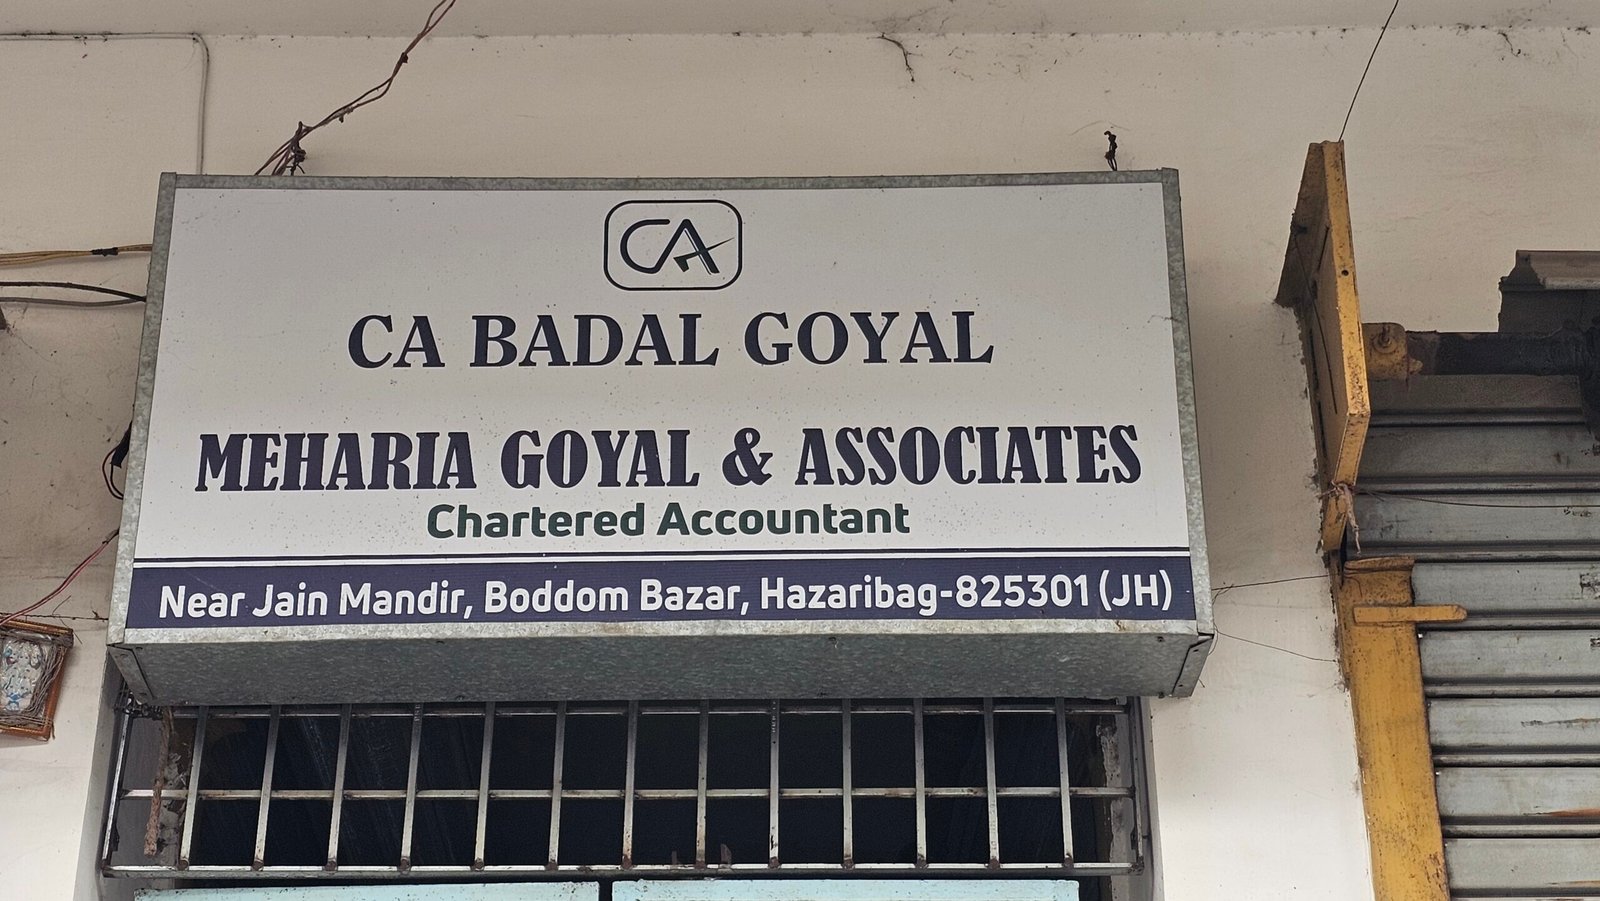 CA
CA BADAL GOYAL
MEHARIA GOYAL & ASSOCIATES
Chartered Accountant
Near Jain Mandir, Boddom Bazar, Hazaribag-825301 (JH)